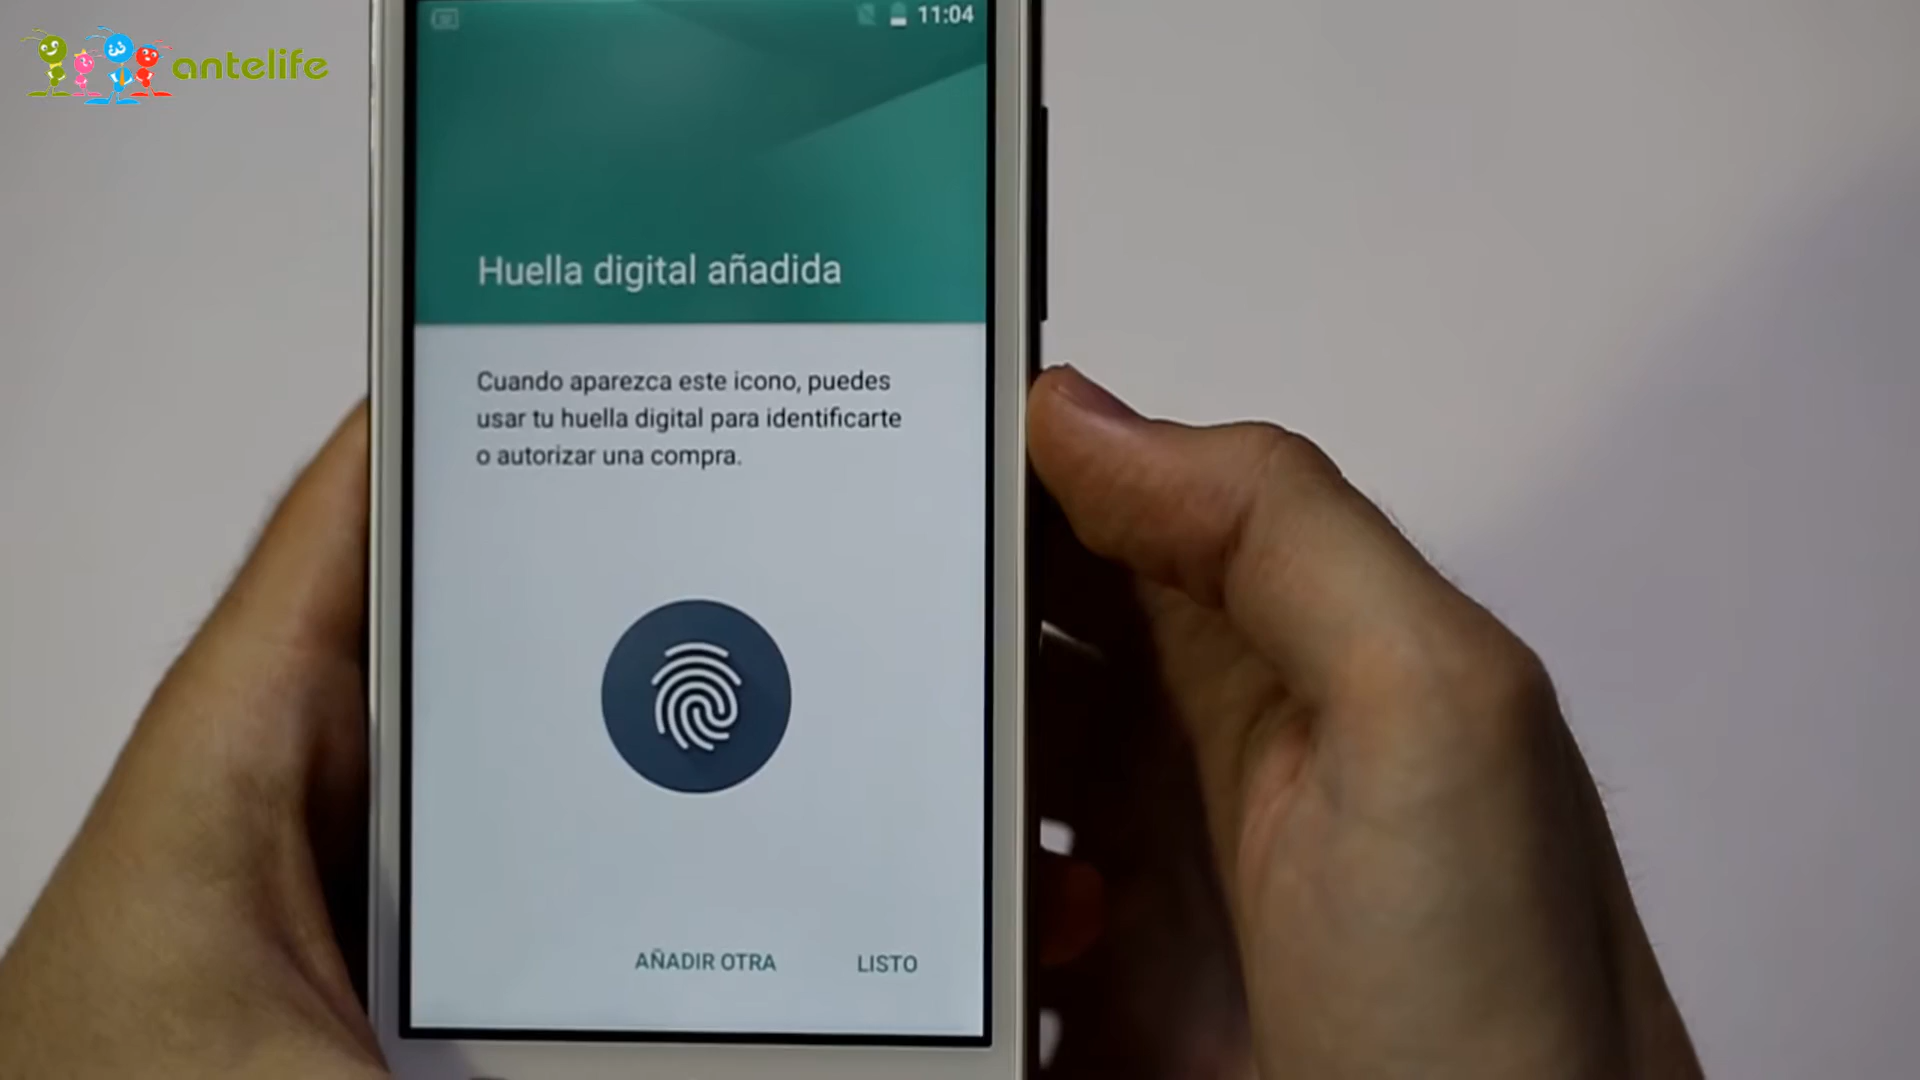 antelife
11:04
Huella digital añadida
Cuando aparezca este icono, puedes
usar tu huella digital para identificarte
o autorizar una compra.
AÑADIR OTRA LISTO